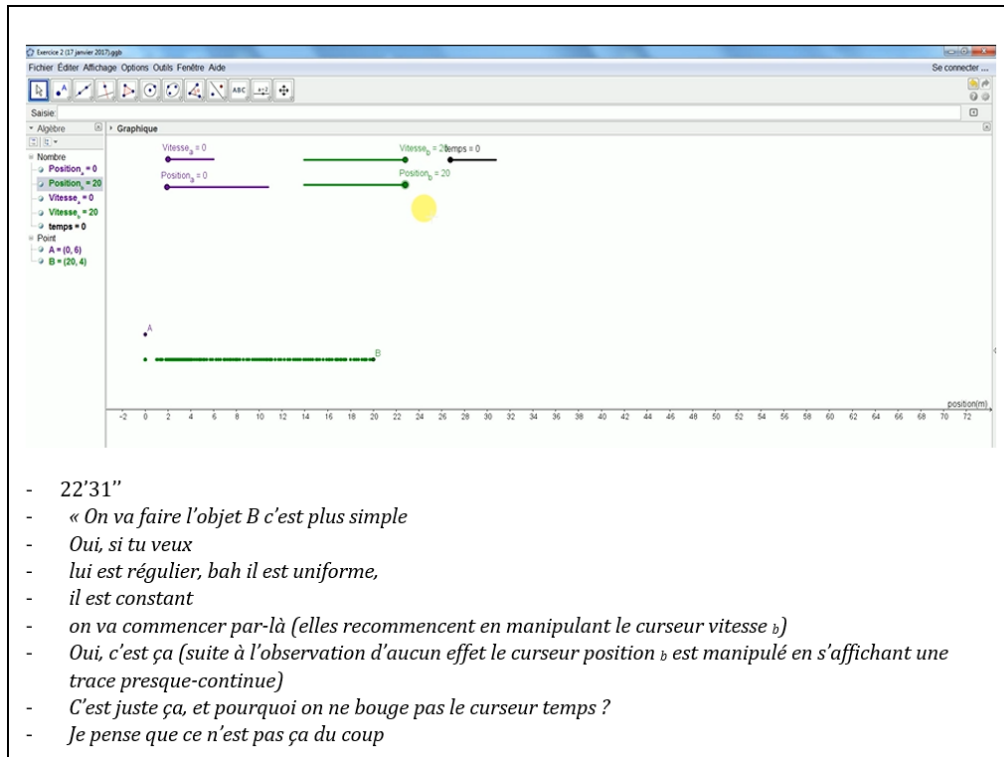 Exercice 2 (17 janvier 2017).ggb
Fichier Éditer Affichage Options Outils Fenêtre Aide
Se connecter ...
ABC
a=2
Saisie:
Algèbre
Graphique
Nombre
Position_a = 0
Position_b = 20
Vitesse_a = 0
Vitesse_b = 20
temps = 0
Point
A = (0, 6)
B = (20, 4)
Vitesse_a = 0
Vitesse_b = 20
temps = 0
Position_a = 0
Position_b = 20
A
B
position(m)
-2 0 2 4 6 8 10 12 14 16 18 20 22 24 26 28 30 32 34 36 38 40 42 44 46 48 50 52 54 56 58 60 62 64 66 68 70 72
- 22’31’’
- « On va faire l’objet B c’est plus simple
- Oui, si tu veux
- lui est régulier, bah il est uniforme,
- il est constant
- on va commencer par-là (elles recommencent en manipulant le curseur vitesse b)
- Oui, c’est ça (suite à l’observation d’aucun effet le curseur position b est manipulé en s’affichant une
trace presque-continue)
- C’est juste ça, et pourquoi on ne bouge pas le curseur temps ?
- Je pense que ce n’est pas ça du coup